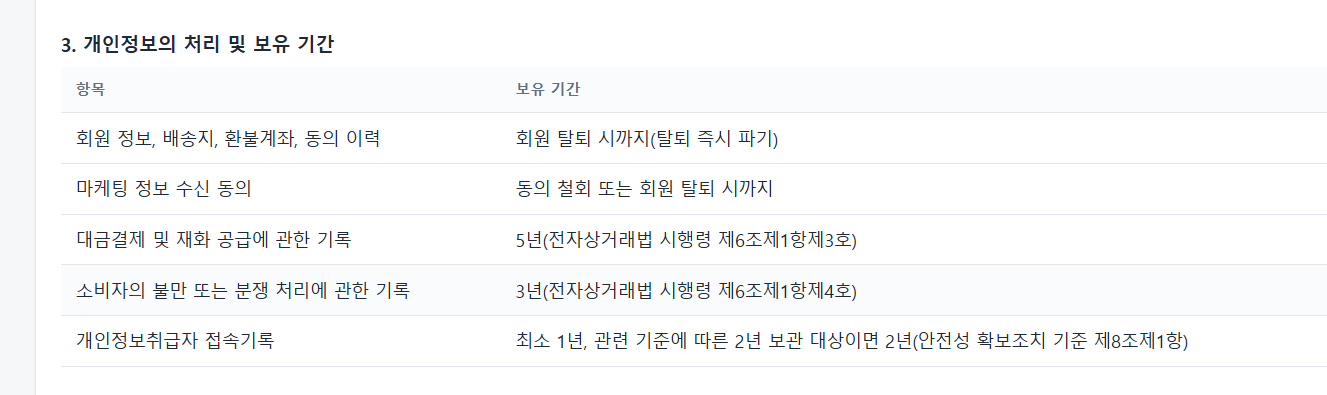 3. 개인정보의 처리 및 보유 기간
항목 보유 기간
회원 정보, 배송지, 환불계좌, 동의 이력 회원 탈퇴 시까지(탈퇴 즉시 파기)
마케팅 정보 수신 동의 동의 철회 또는 회원 탈퇴 시까지
대금결제 및 재화 공급에 관한 기록 5년(전자상거래법 시행령 제6조제1항제3호)
소비자의 불만 또는 분쟁 처리에 관한 기록 3년(전자상거래법 시행령 제6조제1항제4호)
개인정보취급자 접속기록 최소 1년, 관련 기준에 따른 2년 보관 대상이면 2년(안전성 확보조치 기준 제8조제1항)